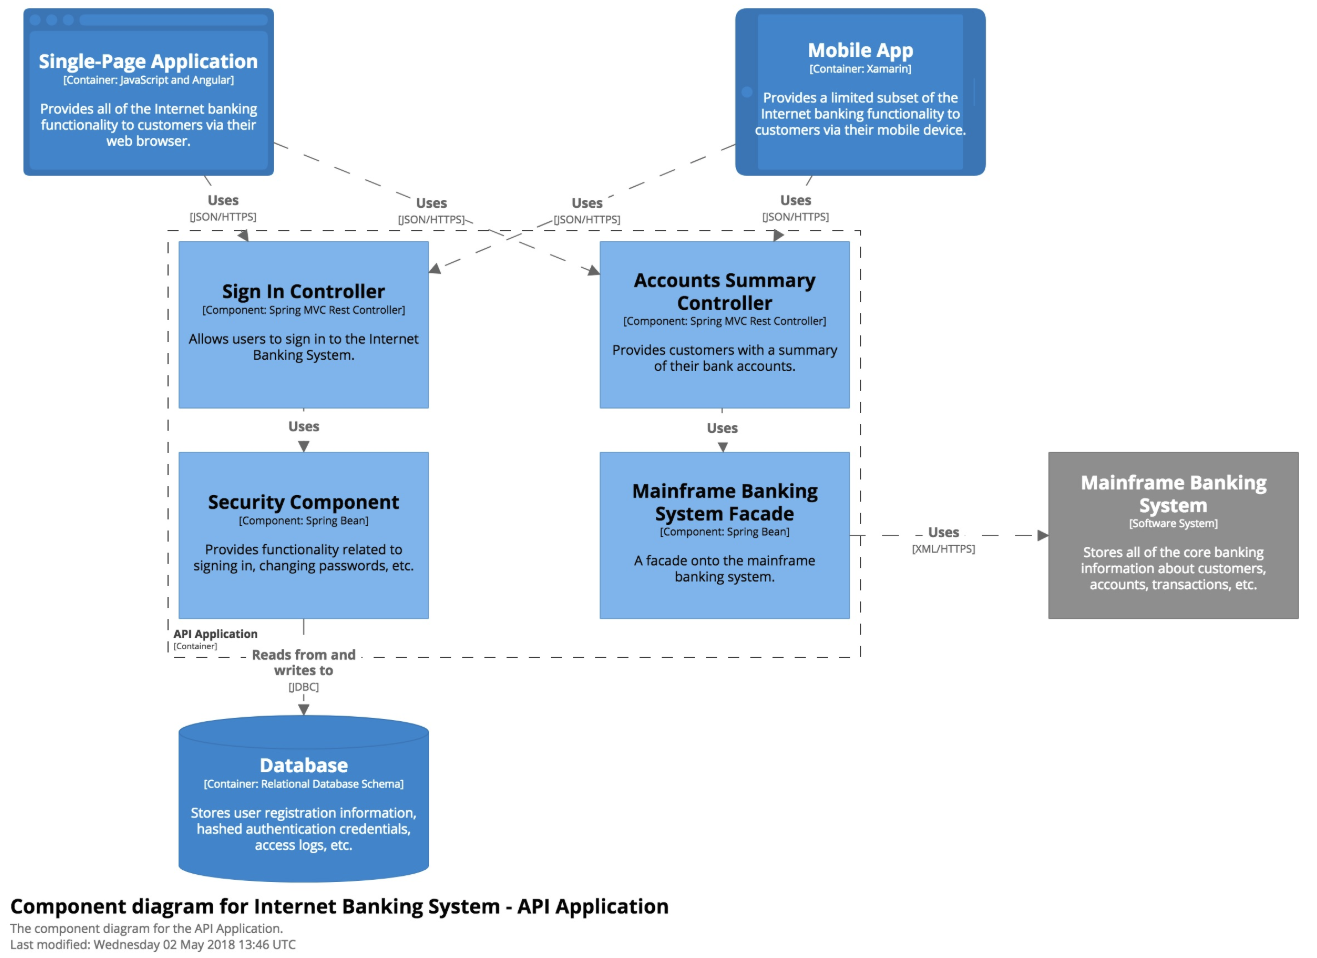 Single-Page Application
[Container: JavaScript and Angular]
Provides all of the Internet banking
functionality to customers via their
web browser.
Mobile App
[Container: Xamarin]
Provides a limited subset of the
Internet banking functionality to
customers via their mobile device.
Uses
[JSON/HTTPS]
Uses
[JSON/HTTPS]
Uses
[JSON/HTTPS]
Uses
[JSON/HTTPS]
Sign In Controller
[Component: Spring MVC Rest Controller]
Allows users to sign in to the Internet
Banking System.
Accounts Summary
Controller
[Component: Spring MVC Rest Controller]
Provides customers with a summary
of their bank accounts.
Uses
Uses
Security Component
[Component: Spring Bean]
Provides functionality related to
signing in, changing passwords, etc.
Mainframe Banking
System Facade
[Component: Spring Bean]
A facade onto the mainframe
banking system.
Uses
[XML/HTTPS]
Mainframe Banking
System
[Software System]
Stores all of the core banking
information about customers,
accounts, transactions, etc.
API Application
[Container]
Reads from and
writes to
[JDBC]
Database
[Container: Relational Database Schema]
Stores user registration information,
hashed authentication credentials,
access logs, etc.
Component diagram for Internet Banking System - API Application
The component diagram for the API Application.
Last modified: Wednesday 02 May 2018 13:46 UTC